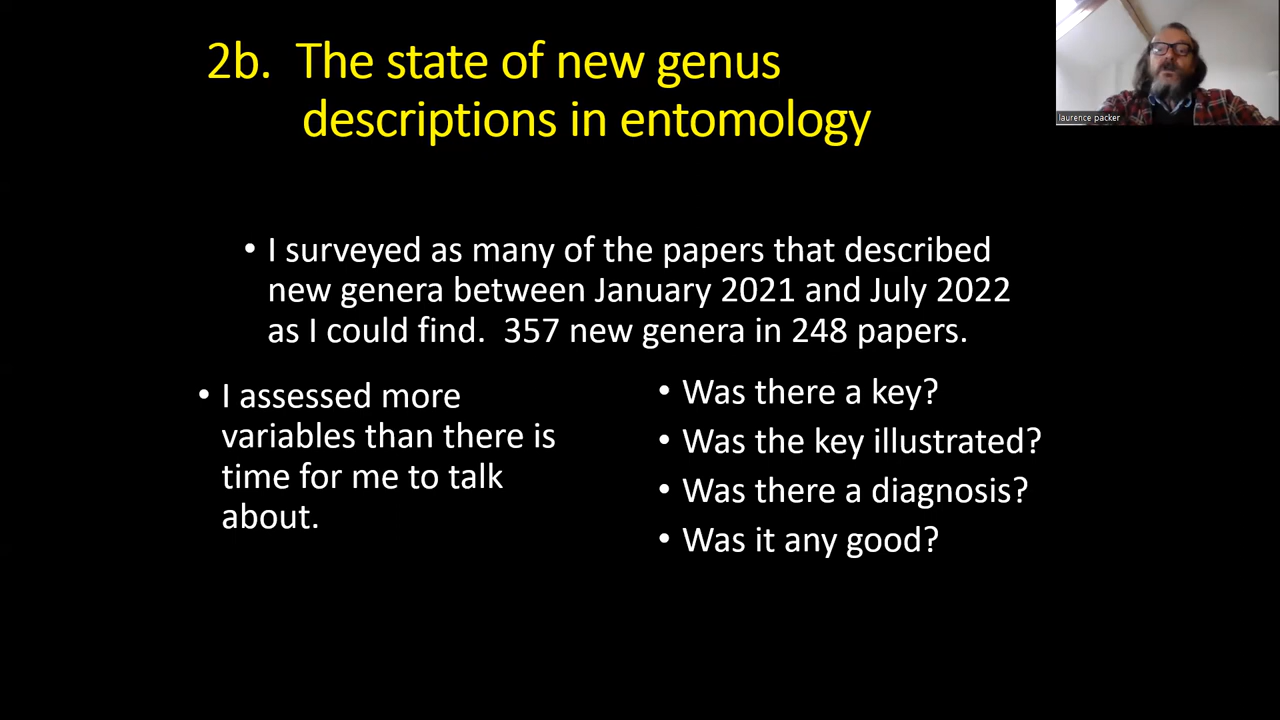 2b. The state of new genus
descriptions in entomology
laurence packer
• I surveyed as many of the papers that described
new genera between January 2021 and July 2022
as I could find. 357 new genera in 248 papers.
• I assessed more
variables than there is
time for me to talk
about.
• Was there a key?
• Was the key illustrated?
• Was there a diagnosis?
• Was it any good?